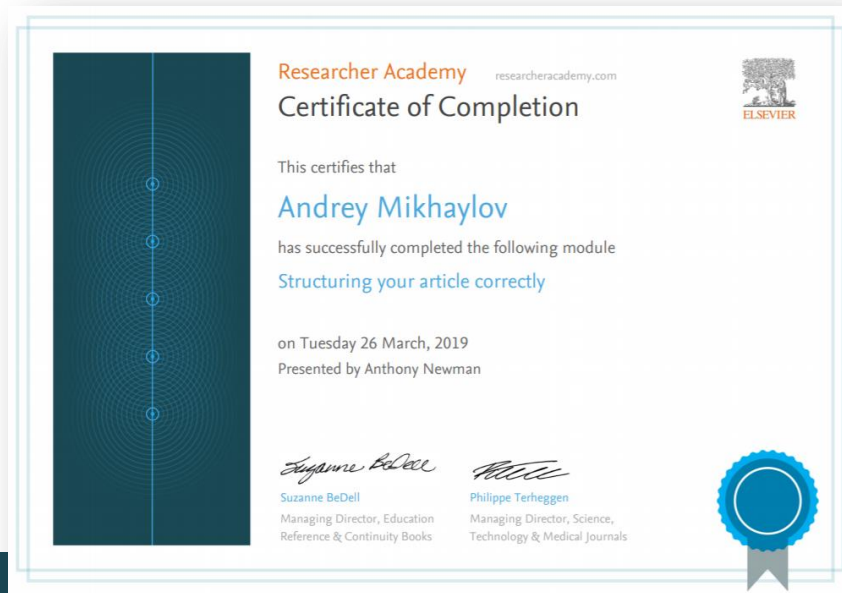 Researcher Academy researcheracademy.com
Certificate of Completion
ELSEVIER
This certifies that
Andrey Mikhaylov
has successfully completed the following module
Structuring your article correctly
on Tuesday 26 March, 2019
Presented by Anthony Newman
Suzanne BeDell
Suzanne BeDell
Managing Director, Education
Reference & Continuity Books
Philippe Terheggen
Managing Director, Science,
Technology & Medical Journals